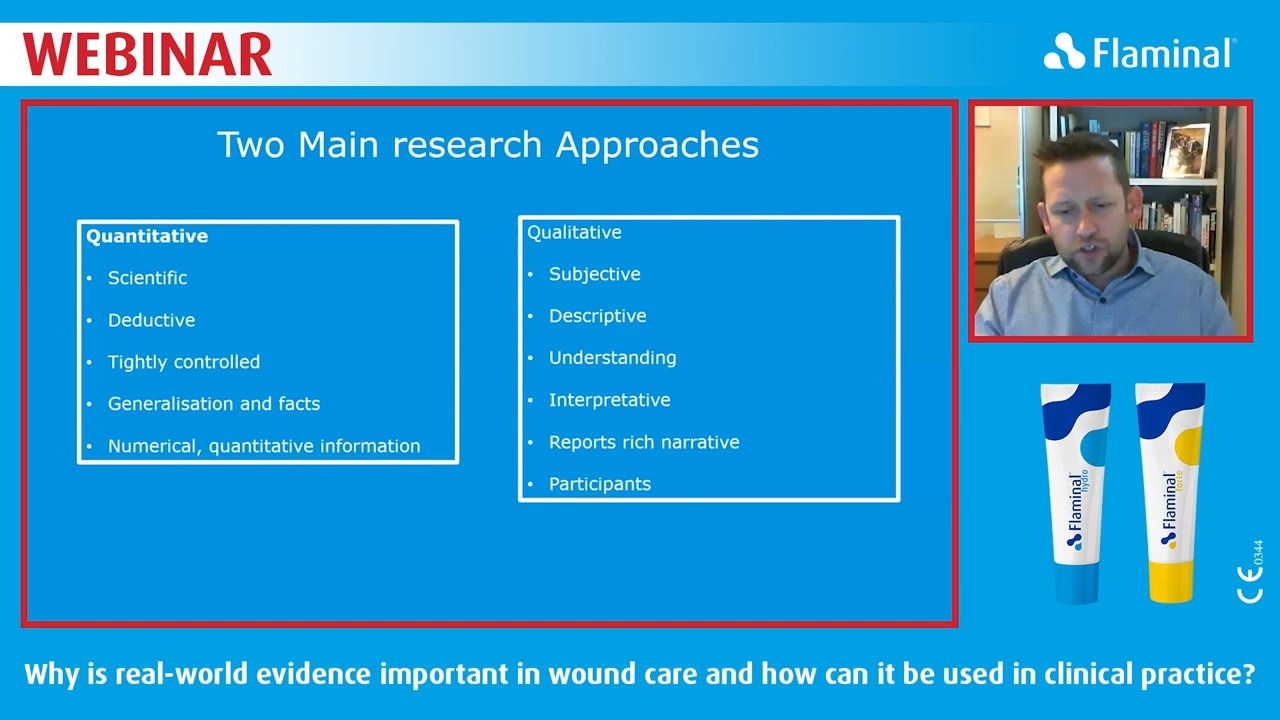 WEBINAR
Flaminal®
Two Main research Approaches
Quantitative
• Scientific
• Deductive
• Tightly controlled
• Generalisation and facts
• Numerical, quantitative information
Qualitative
• Subjective
• Descriptive
• Understanding
• Interpretative
• Reports rich narrative
• Participants
Flaminal® hydro
Flaminal® forte
CE 0344
Why is real-world evidence important in wound care and how can it be used in clinical practice?